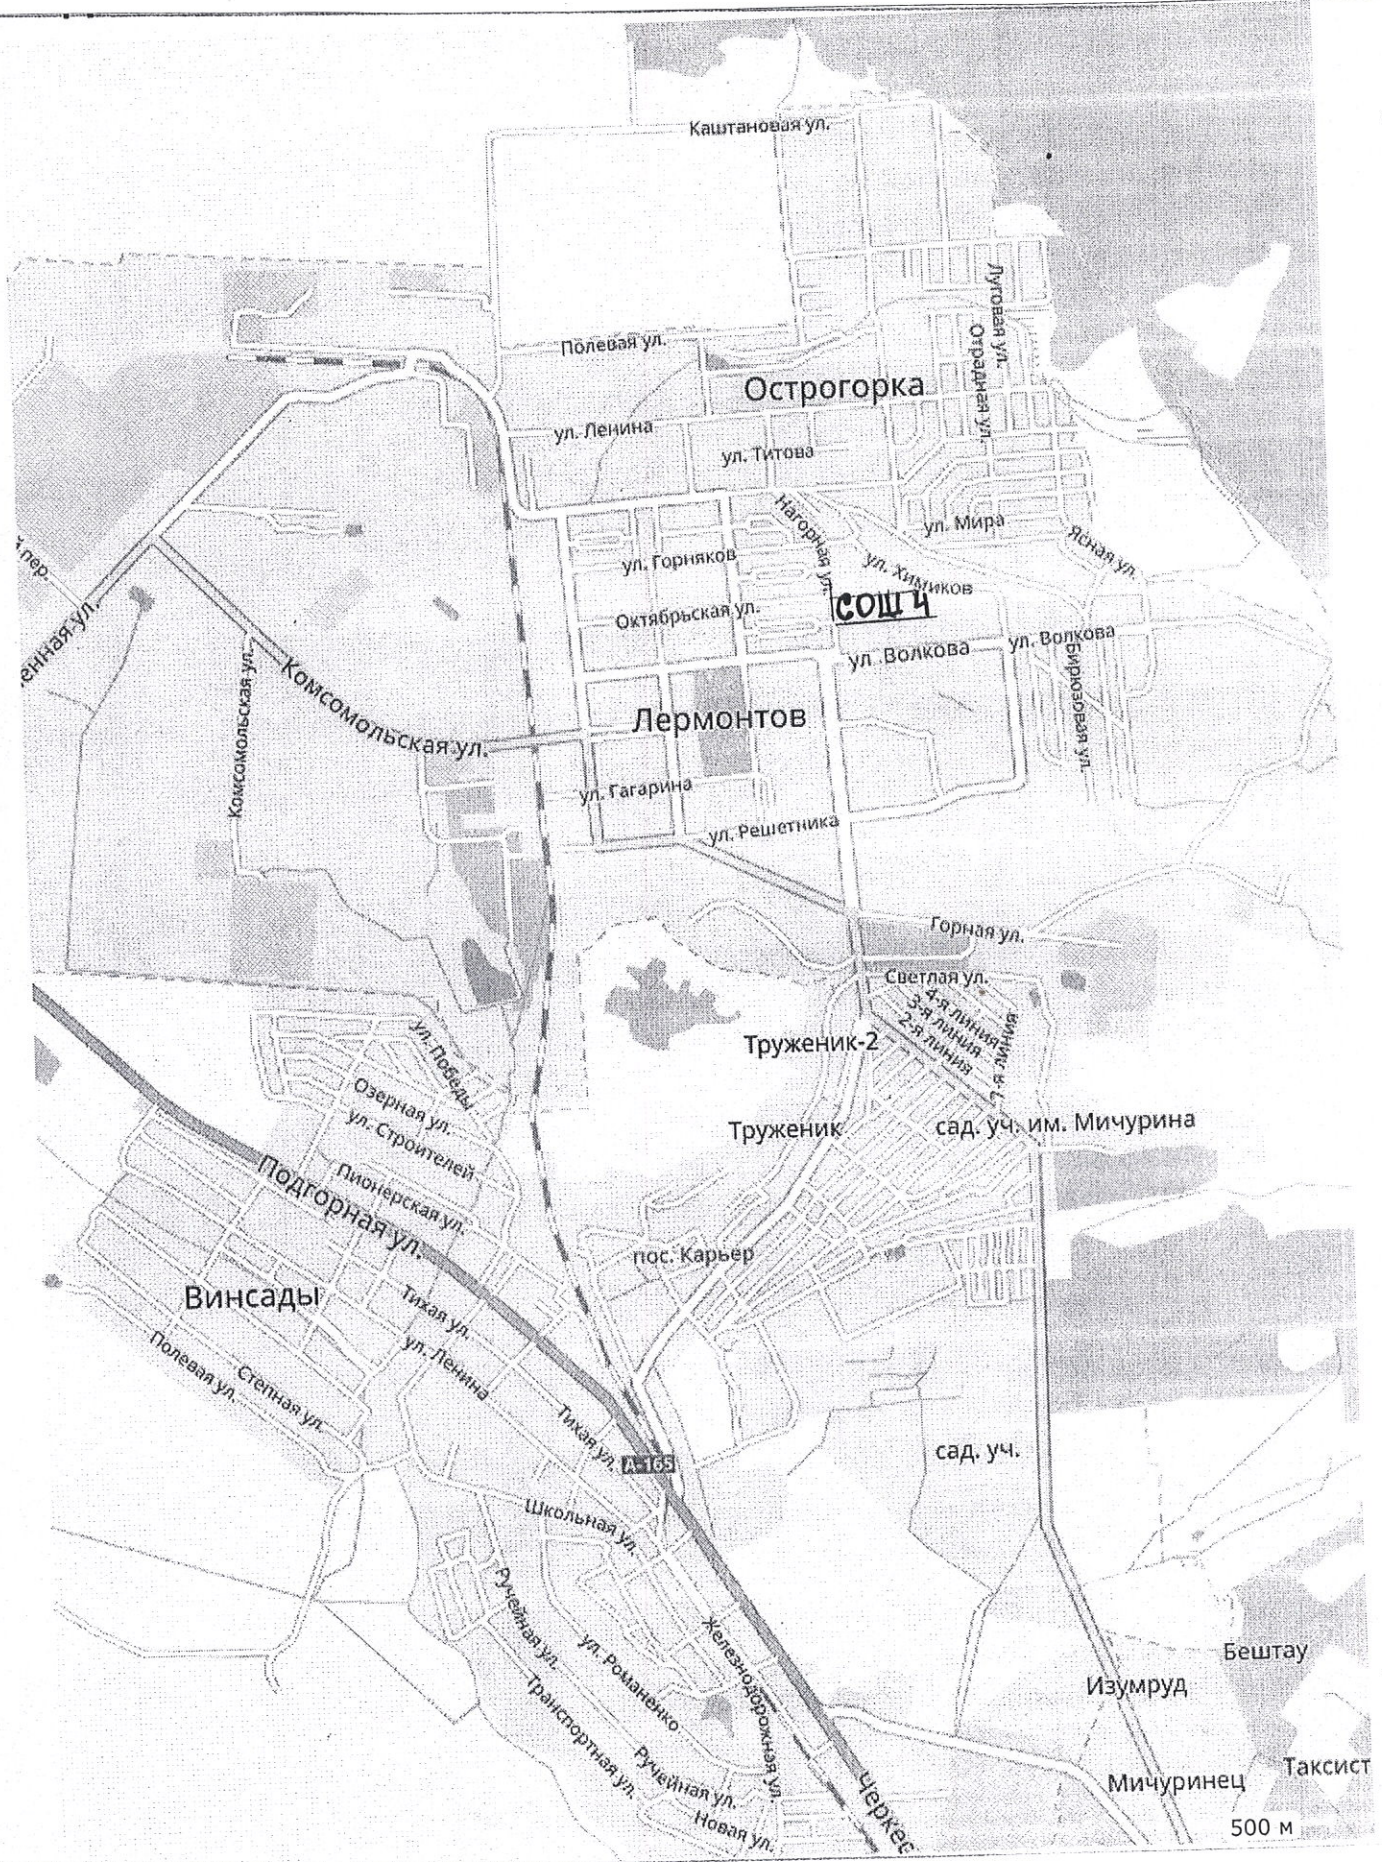 Каштановая ул.
Луговая ул.
Полевая ул.
Отрадная ул.
Острогорка
ул. Ленина
ул. Титова
Нагорная ул.
ул. Мира
Ясная ул.
й пер.
ул. Горняков
ул. Химиков
СОШ 4
Октябрьская ул.
енная ул.
ул. Волкова
ул. Волкова
Бирюзовая ул.
Комсомольская ул.
Комсомольская ул.
Лермонтов
ул. Гагарина
ул. Решетника
Горная ул.
Светлая ул.
4-я линия
3-я линия
2-я линия
1-я линия
Труженик-2
ул. Победы
Озерная ул.
ул. Строителей
Труженик
сад. уч. им. Мичурина
Пионерская ул.
Подгорная ул.
пос. Карьер
Винсады
Тихая ул.
ул. Ленина
Полевая ул.
Степная ул.
Тихая ул.
А-165
сад. уч.
Школьная ул.
Ручейная ул.
ул. Романенко
Железнодорожная ул.
Транспортная ул.
Ручейная ул.
Новая ул.
Черкес
Бештау
Изумруд
Таксист
Мичуринец
500 м